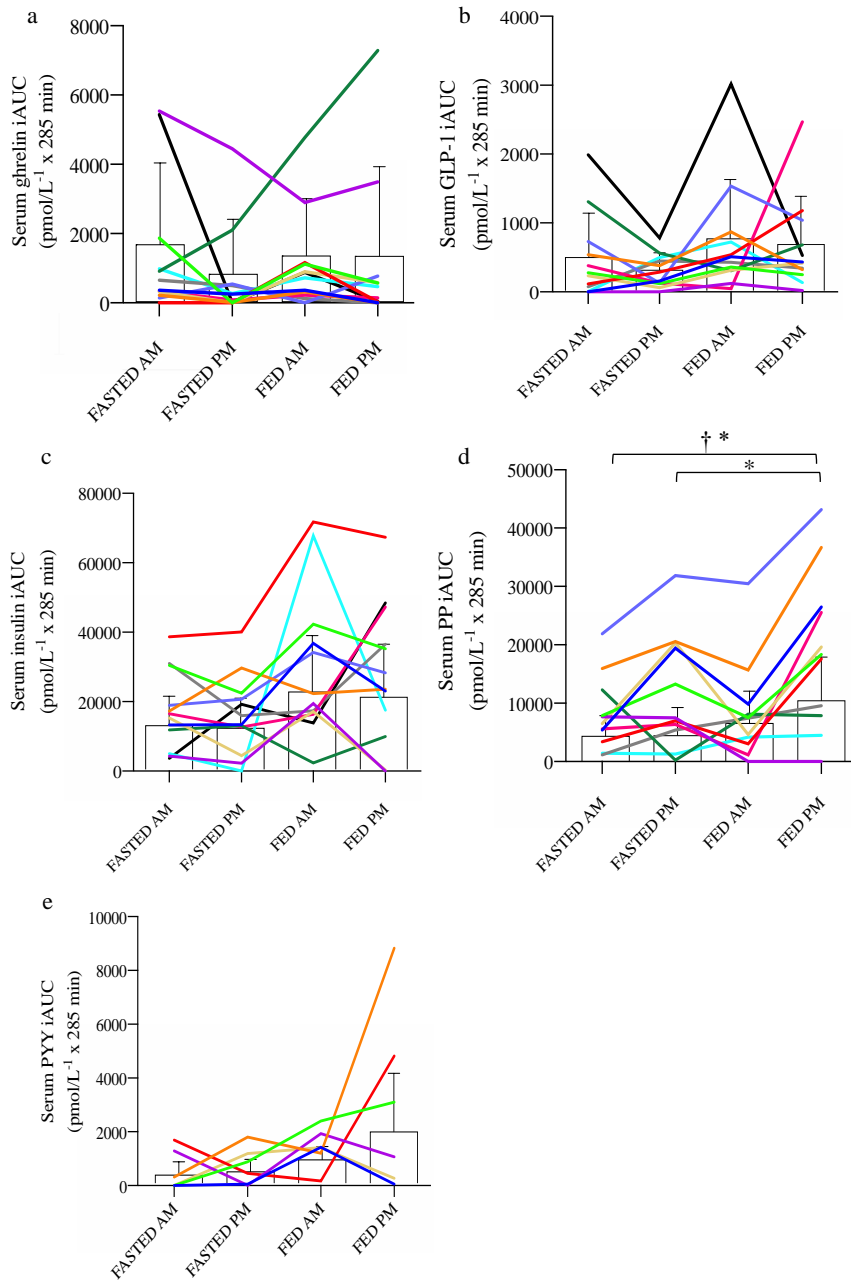 a
Serum ghrelin iAUC
(pmol/L⁻¹ x 285 min)
8000
6000
4000
2000
0
FASTED AM
FASTED PM
FED AM
FED PM
b
Serum GLP-1 iAUC
(pmol/L⁻¹ x 285 min)
4000
3000
2000
1000
0
FASTED AM
FASTED PM
FED AM
FED PM
c
Serum insulin iAUC
(pmol/L⁻¹ x 285 min)
80000
60000
40000
20000
0
FASTED AM
FASTED PM
FED AM
FED PM
d
Serum PP iAUC
(pmol/L⁻¹ x 285 min)
† *
*
50000
40000
30000
20000
10000
0
FASTED AM
FASTED PM
FED AM
FED PM
e
Serum PYY iAUC
(pmol/L⁻¹ x 285 min)
10000
8000
6000
4000
2000
0
FASTED AM
FASTED PM
FED AM
FED PM